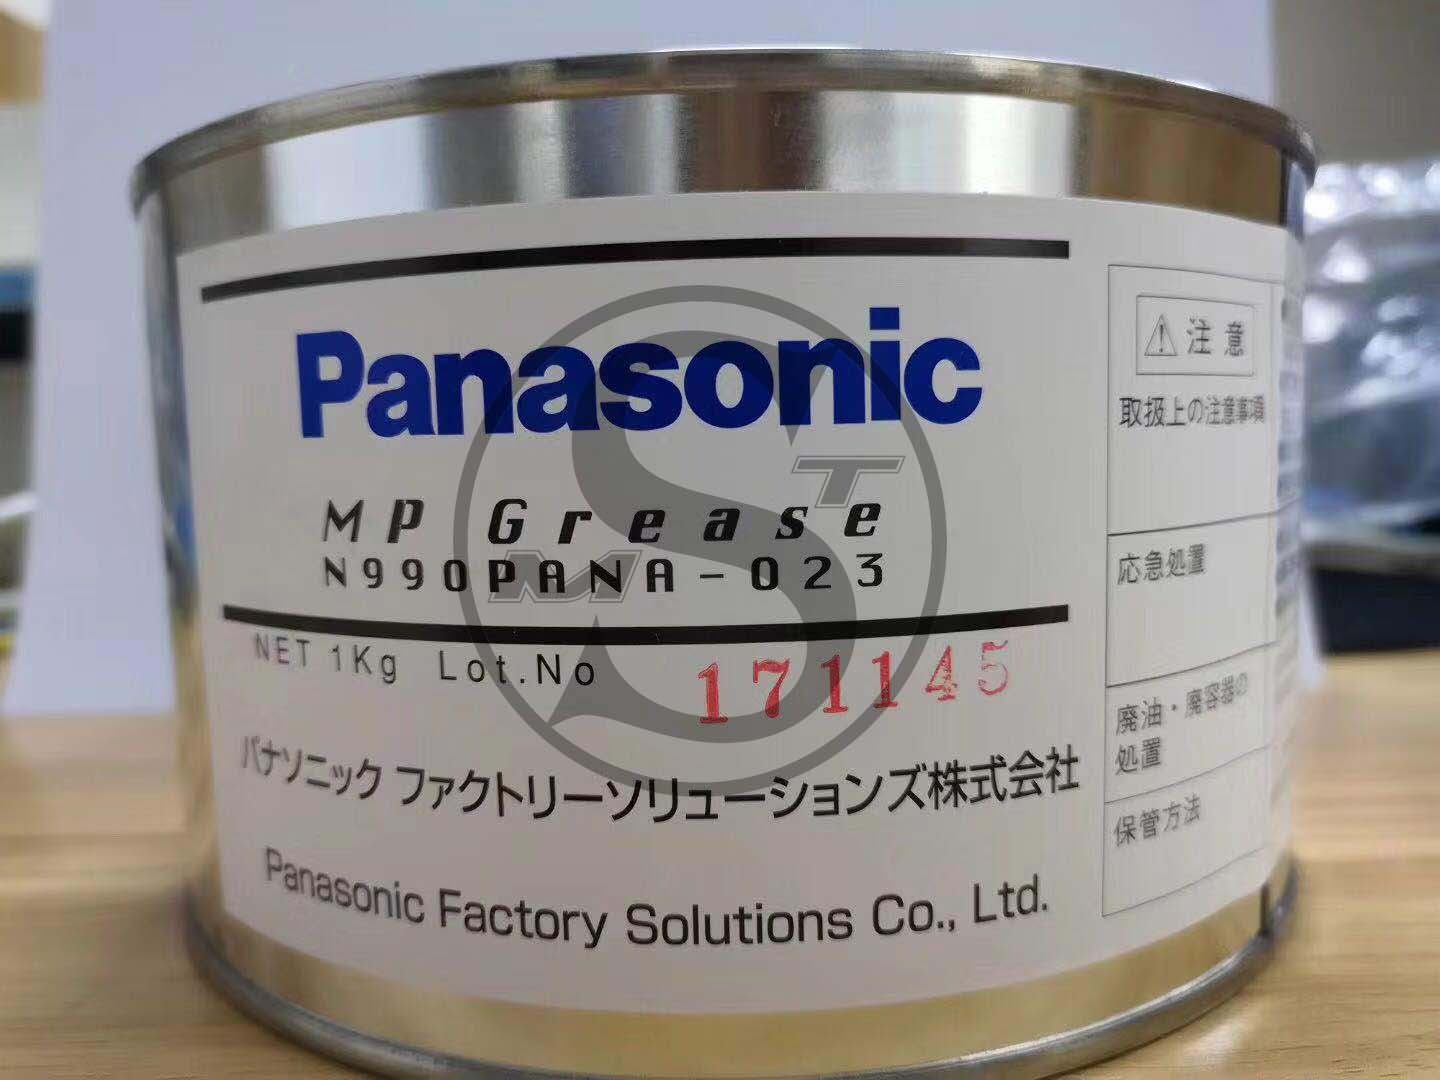 Panasonic
MP Grease
N990PANA-023
NET 1Kg Lot.No 171145
パナソニック ファクトリーソリューションズ株式会社
Panasonic Factory Solutions Co., Ltd.
⚠ 注意
取扱上の注意事項
応急処置
廃油・廃容器の
処置
保管方法
S
M
T